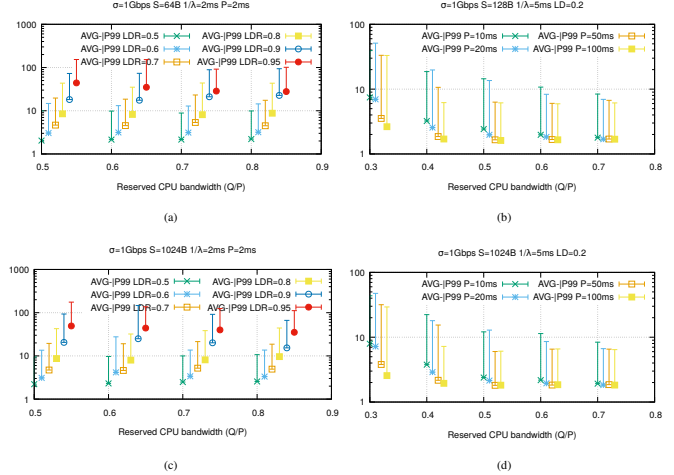 σ=1Gbps S=64B 1/λ=2ms P=2ms
AVG-|P99 LDR=0.5
AVG-|P99 LDR=0.6
AVG-|P99 LDR=0.7
AVG-|P99 LDR=0.8
AVG-|P99 LDR=0.9
AVG-|P99 LDR=0.95
1000
100
10
1
0.5 0.6 0.7 0.8 0.9
Reserved CPU bandwidth (Q/P)
(a)
σ=1Gbps S=128B 1/λ=5ms LD=0.2
AVG-|P99 P=10ms
AVG-|P99 P=20ms
AVG-|P99 P=50ms
AVG-|P99 P=100ms
100
10
1
0.3 0.4 0.5 0.6 0.7 0.8
Reserved CPU bandwidth (Q/P)
(b)
σ=1Gbps S=1024B 1/λ=2ms P=2ms
AVG-|P99 LDR=0.5
AVG-|P99 LDR=0.6
AVG-|P99 LDR=0.7
AVG-|P99 LDR=0.8
AVG-|P99 LDR=0.9
AVG-|P99 LDR=0.95
1000
100
10
1
0.5 0.6 0.7 0.8 0.9
Reserved CPU bandwidth (Q/P)
(c)
σ=1Gbps S=1024B 1/λ=5ms LD=0.2
AVG-|P99 P=10ms
AVG-|P99 P=20ms
AVG-|P99 P=50ms
AVG-|P99 P=100ms
100
10
1
0.3 0.4 0.5 0.6 0.7 0.8
Reserved CPU bandwidth (Q/P)
(d)